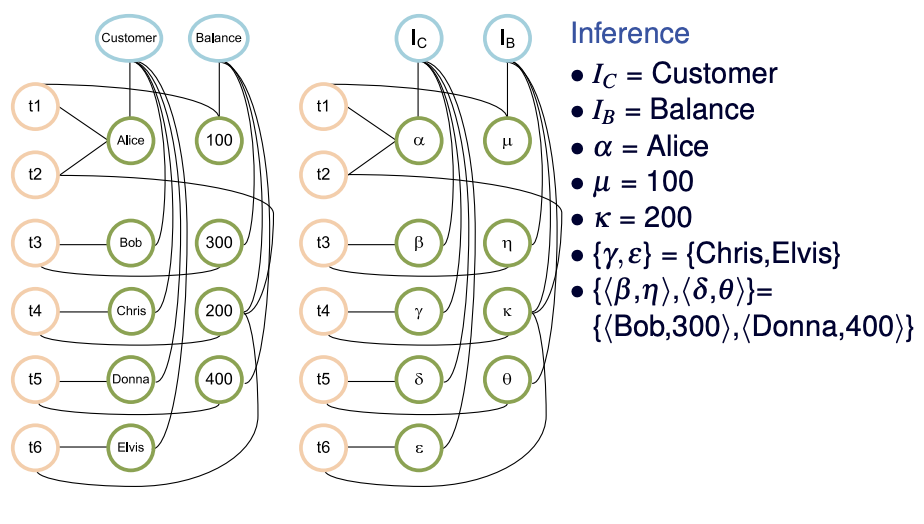 Customer Balance I_C I_B Inference
• I_C = Customer
• I_B = Balance
• α = Alice
• μ = 100
• κ = 200
• {γ,ε} = {Chris,Elvis}
• {⟨β,η⟩,⟨δ,θ⟩}=
{⟨Bob,300⟩,⟨Donna,400⟩}
t1
Alice 100
t2
t3 Bob 300
t4 Chris 200
t5 Donna 400
t6 Elvis
t1
α μ
t2
t3 β η
t4 γ κ
t5 δ θ
t6 ε